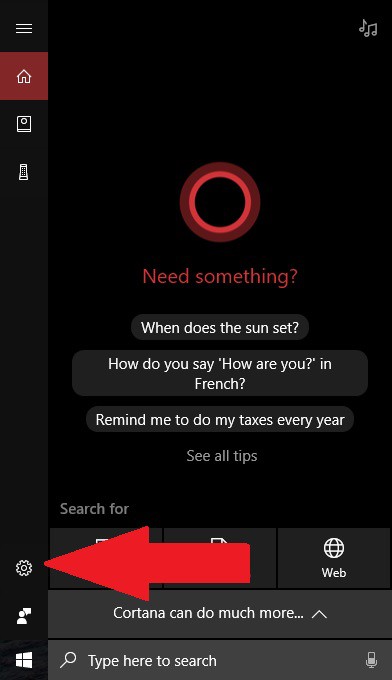 Need something?
When does the sun set?
How do you say 'How are you?' in
French?
Remind me to do my taxes every year
See all tips
Search for
Web
Cortana can do much more...
Type here to search